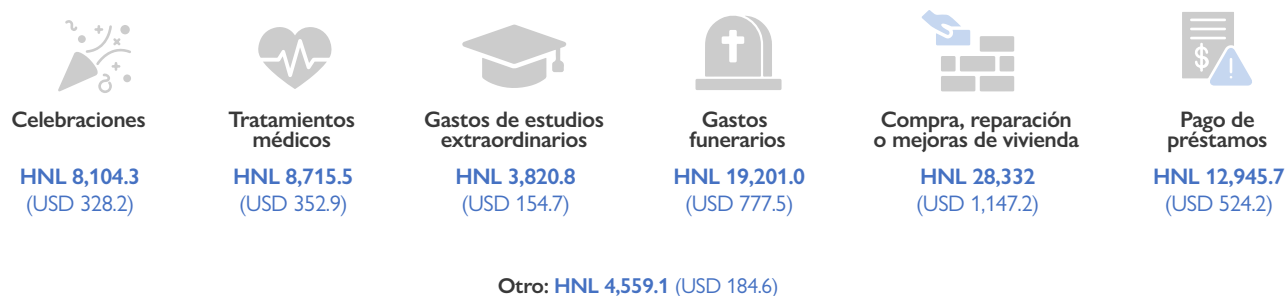 $
!
Celebraciones
Tratamientos
médicos
Gastos de estudios
extraordinarios
Gastos
funerarios
Compra, reparación
o mejoras de vivienda
Pago de
préstamos
HNL 8,104.3
(USD 328.2)
HNL 8,715.5
(USD 352.9)
HNL 3,820.8
(USD 154.7)
HNL 19,201.0
(USD 777.5)
HNL 28,332
(USD 1,147.2)
HNL 12,945.7
(USD 524.2)
Otro: HNL 4,559.1 (USD 184.6)